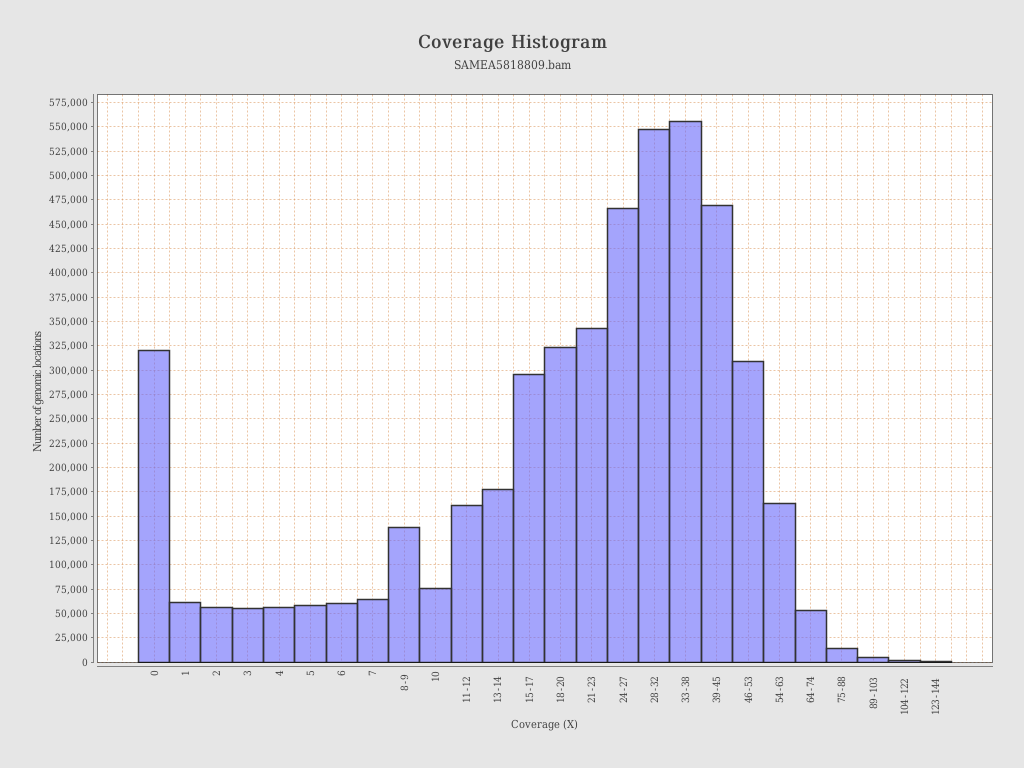 Coverage Histogram
SAMEA5818809.bam
575,000
550,000
525,000
500,000
475,000
450,000
425,000
400,000
375,000
350,000
325,000
300,000
275,000
250,000
225,000
200,000
175,000
150,000
125,000
100,000
75,000
50,000
25,000
0
Number of genomic locations
0
1
2
3
4
5
6
7
8 - 9
10
11 - 12
13 - 14
15 - 17
18 - 20
21 - 23
24 - 27
28 - 32
33 - 38
39 - 45
46 - 53
54 - 63
64 - 74
75 - 88
89 - 103
104 - 122
123 - 144
Coverage (X)